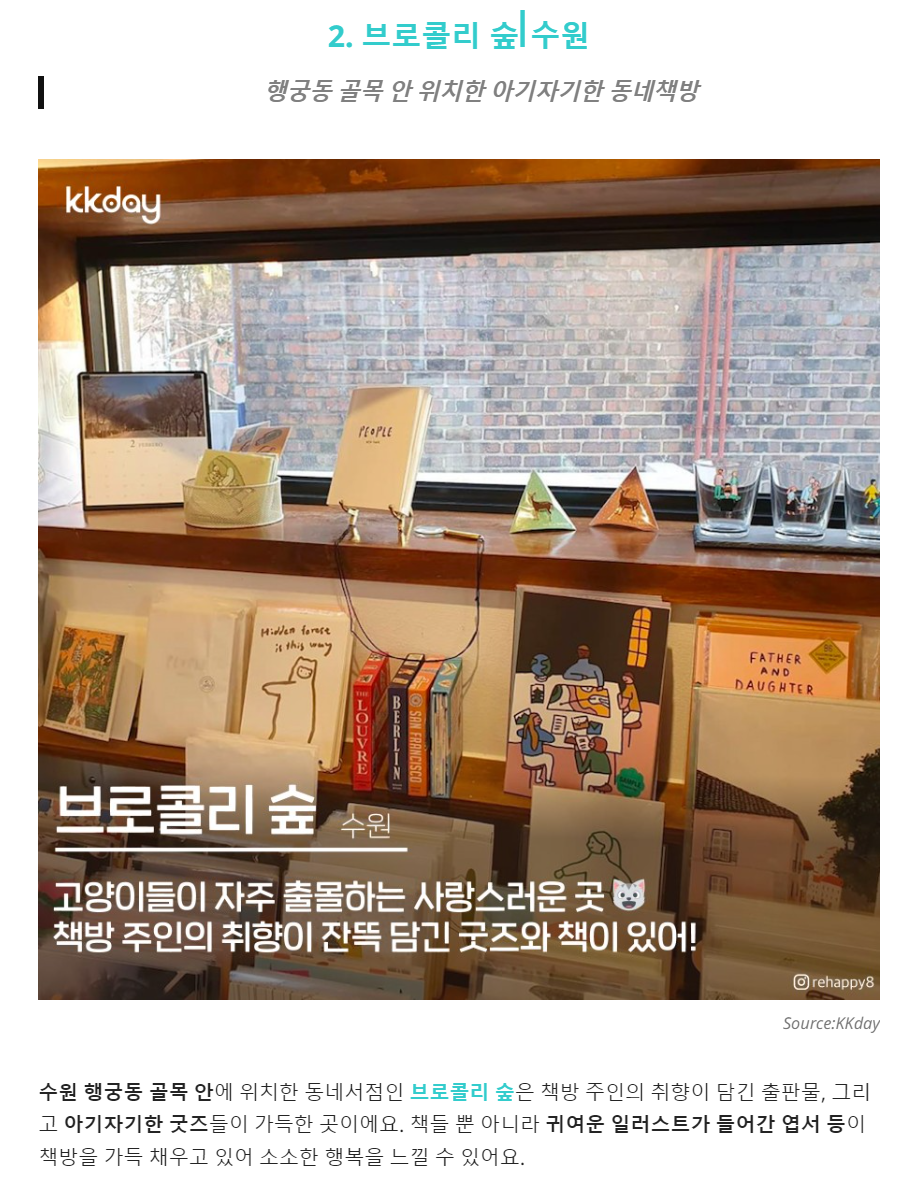 2. 브로콜리 숲|수원
행궁동 골목 안 위치한 아기자기한 동네책방
kkday
2
PEOPLE
Hidden forest
is this way
THE LOUVRE
BERLIN
SAN FRANCISCO
FATHER
AND
DAUGHTER
브로콜리 숲 수원
고양이들이 자주 출몰하는 사랑스러운 곳
책방 주인의 취향이 잔뜩 담긴 굿즈와 책이 있어!
rehappy8
Source:KKday
수원 행궁동 골목 안에 위치한 동네서점인 브로콜리 숲은 책방 주인의 취향이 담긴 출판물, 그리
고 아기자기한 굿즈들이 가득한 곳이에요. 책들 뿐 아니라 귀여운 일러스트가 들어간 엽서 등이
책방을 가득 채우고 있어 소소한 행복을 느낄 수 있어요.